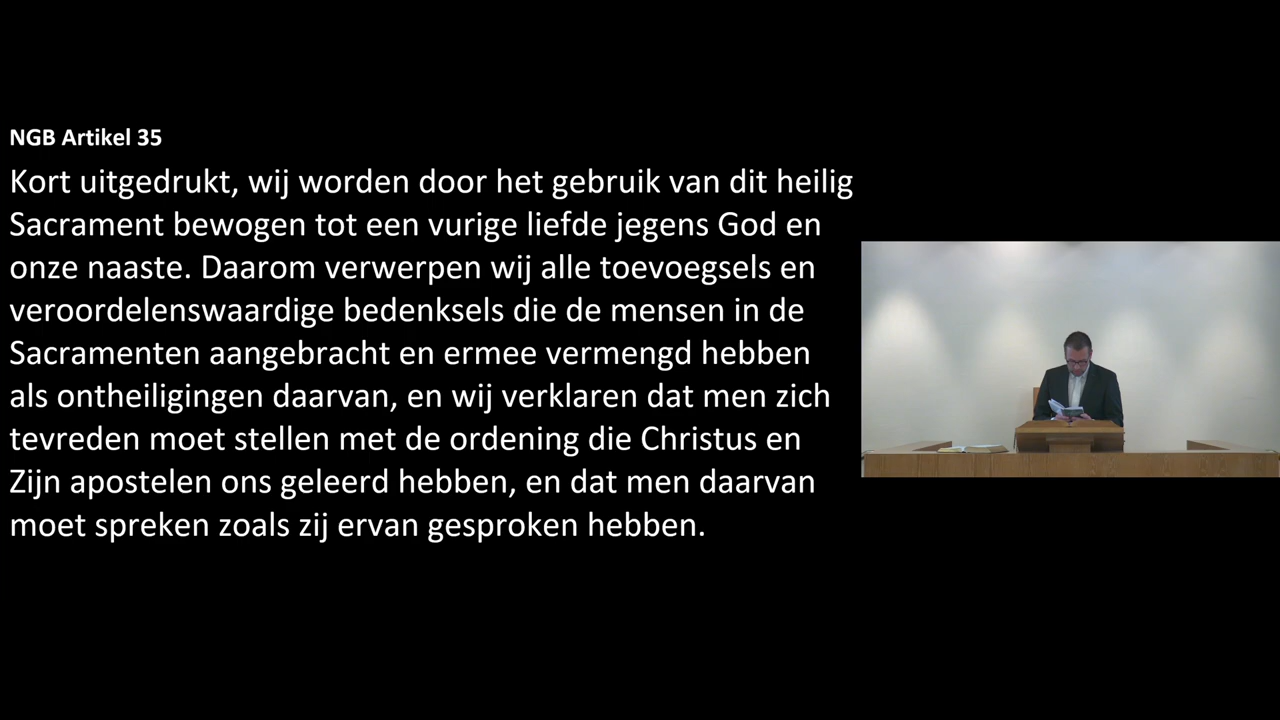 NGB Artikel 35
Kort uitgedrukt, wij worden door het gebruik van dit heilig
Sacrament bewogen tot een vurige liefde jegens God en
onze naaste. Daarom verwerpen wij alle toevoegsels en
veroordelenswaardige bedenksels die de mensen in de
Sacramenten aangebracht en ermee vermengd hebben
als ontheiligingen daarvan, en wij verklaren dat men zich
tevreden moet stellen met de ordening die Christus en
Zijn apostelen ons geleerd hebben, en dat men daarvan
moet spreken zoals zij ervan gesproken hebben.